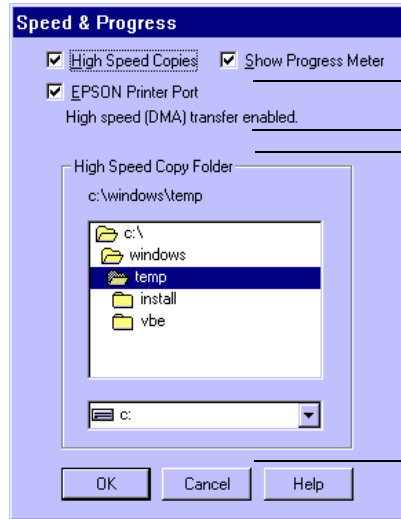 Speed & Progress
High Speed Copies Show Progress Meter
EPSON Printer Port
High speed (DMA) transfer enabled.
High Speed Copy Folder
c:\windows\temp
c:\
windows
temp
install
vbe
c:
OK Cancel Help